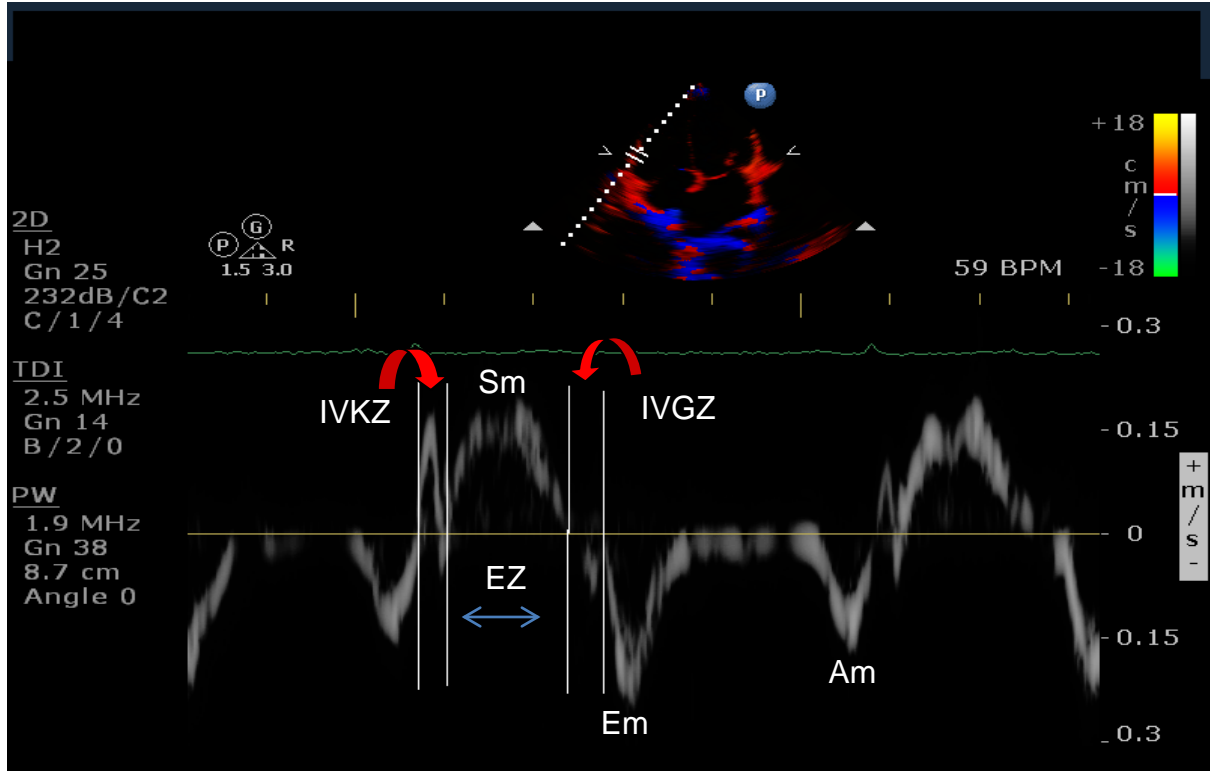 P
+18
c
m
/
s
-18
2D
H2
Gn 25
232dB/C2
C/1/4
G
P R
1.5 3.0
59 BPM
TDI
2.5 MHz
Gn 14
B/2/0
PW
1.9 MHz
Gn 38
8.7 cm
Angle 0
IVKZ
Sm
IVGZ
EZ
Em
Am
- 0.3
- 0.15
- 0
- 0.15
- 0.3
+
m
/
s
-